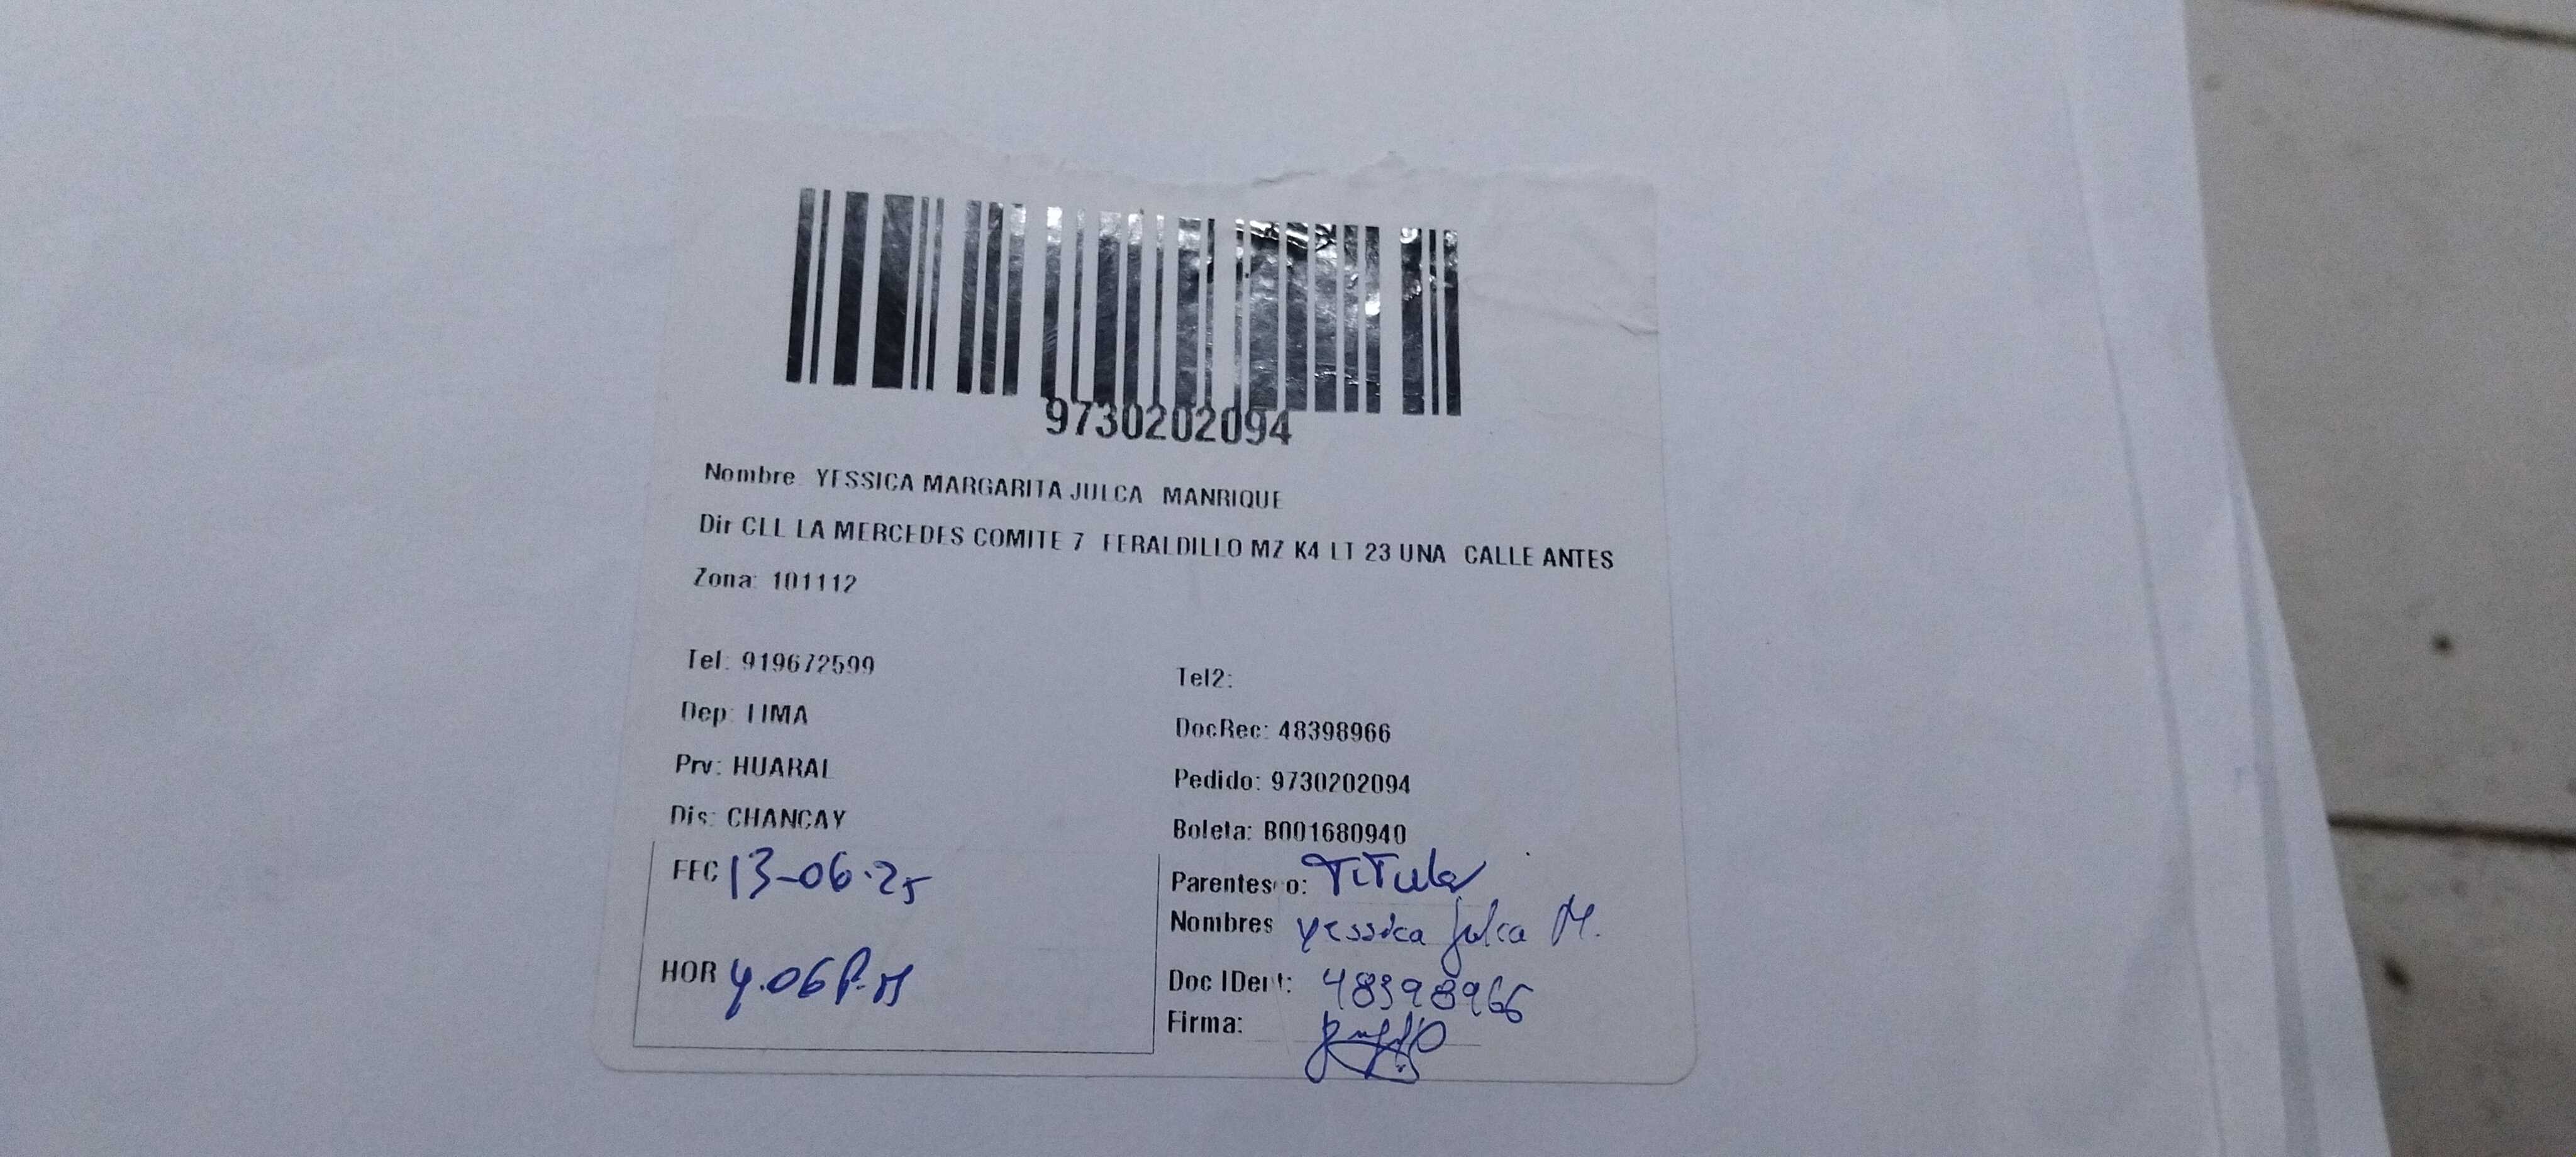 9730202094
Nombre YESSICA MARGARITA JULCA MANRIQUE
Dir CLL LA MERCEDES COMITE 7 FERALDILLO MZ K4 LT 23 UNA CALLE ANTES
Zona: 101112
Tel: 919672599
Tel2:
Dep: LIMA
DocRec: 48398966
Prv: HUARAL
Pedido: 9730202094
Dis: CHANCAY
Boleta: B001680940
FEC 13-06-25
Parentesco: Titular
Nombres Yessica Julca M.
HOR 4.06 P.M
Doc IDent: 48398966
Firma: